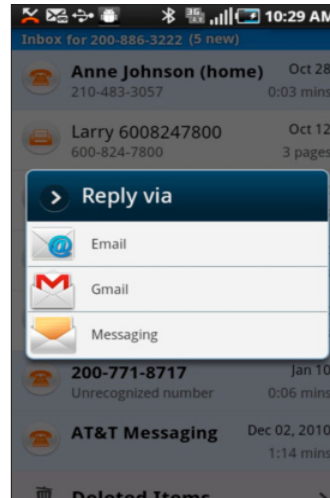 10:29 AM
Inbox for 200-886-3222 (5 new)
Anne Johnson (home) Oct 28
210-483-3057 0:03 mins
Larry 6008247800 Oct 12
600-824-7800 3 pages
Reply via
Email
Gmail
Messaging
200-771-8717 Jan 10
Unrecognized number 0:06 mins
AT&T Messaging Dec 02, 2010
1:14 mins
Deleted Items